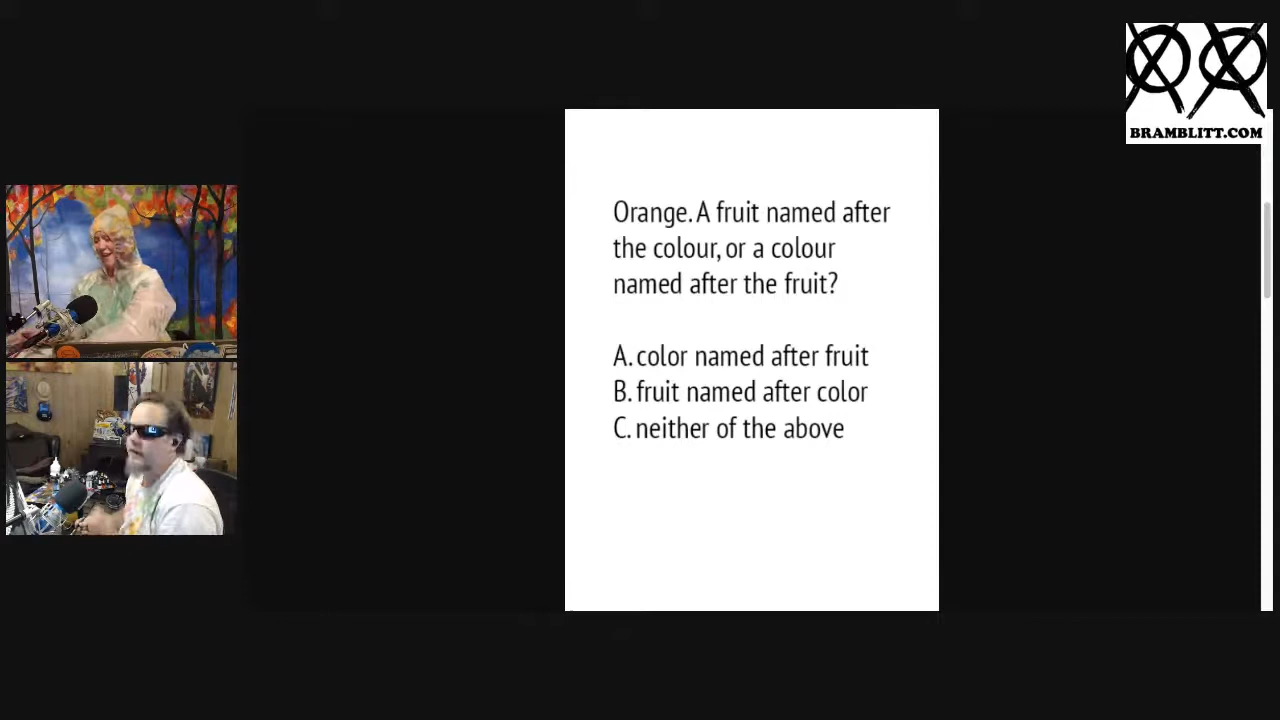 BRAMBLITT.COM
Orange. A fruit named after
the colour, or a colour
named after the fruit?
A. color named after fruit
B. fruit named after color
C. neither of the above